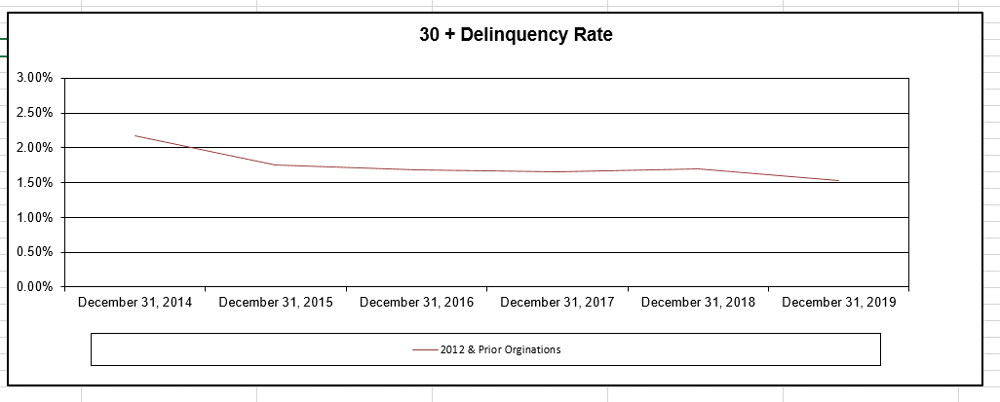 30 + Delinquency Rate
3.00%
2.50%
2.00%
1.50%
1.00%
0.50%
0.00%
December 31, 2014 December 31, 2015 December 31, 2016 December 31, 2017 December 31, 2018 December 31, 2019
2012 & Prior Orginations